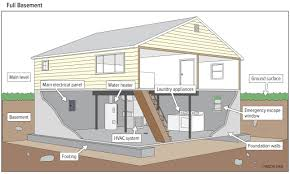 Full Basement
Main level
Main electrical panel
Water heater
Laundry appliances
Ground surface
Basement
Emergency escape
window
HVAC system
Footing
Foundation walls